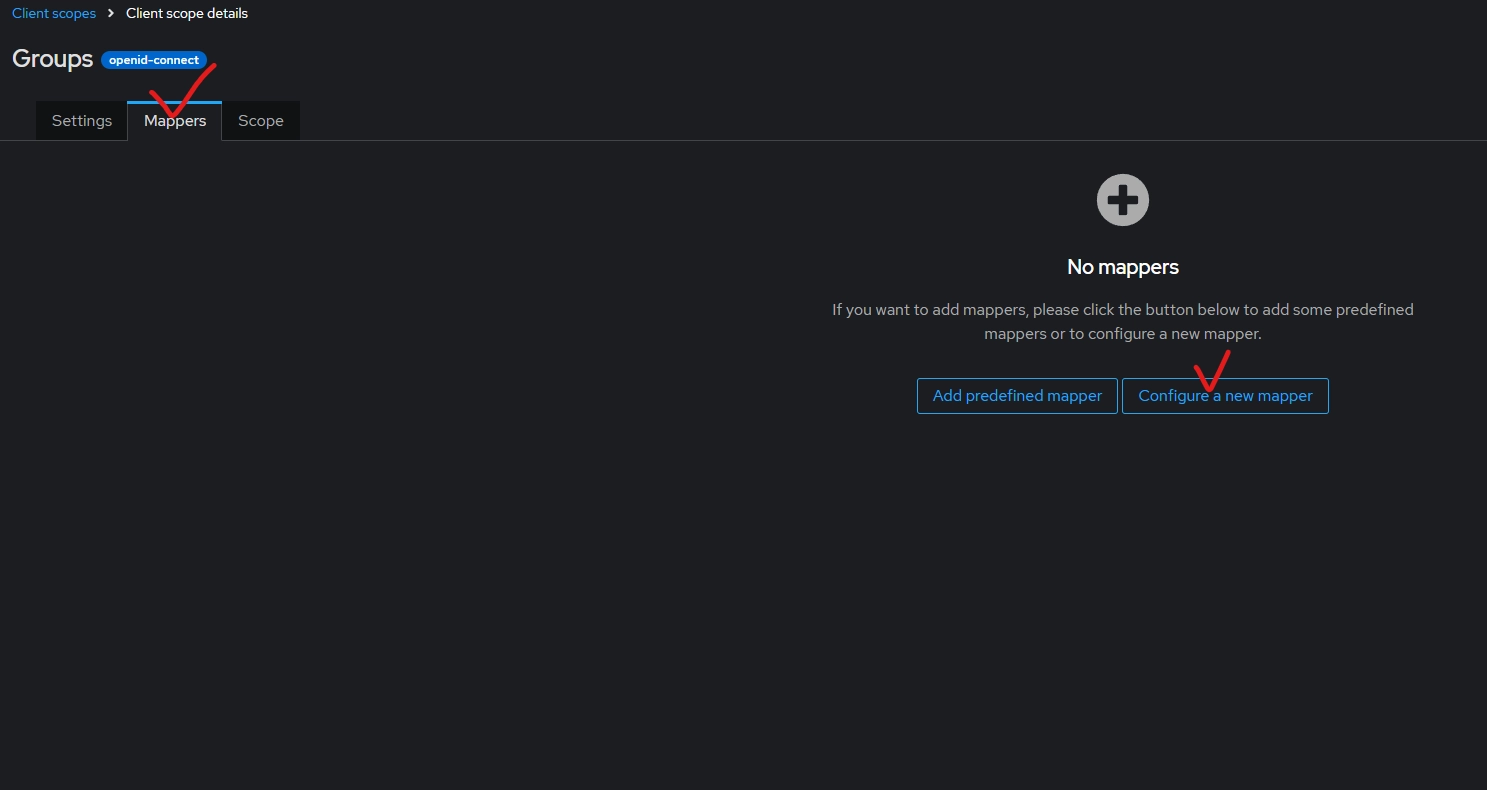 Client scopes > Client scope details
Groups openid-connect
Settings Mappers Scope
No mappers
If you want to add mappers, please click the button below to add some predefined
mappers or to configure a new mapper.
Add predefined mapper Configure a new mapper